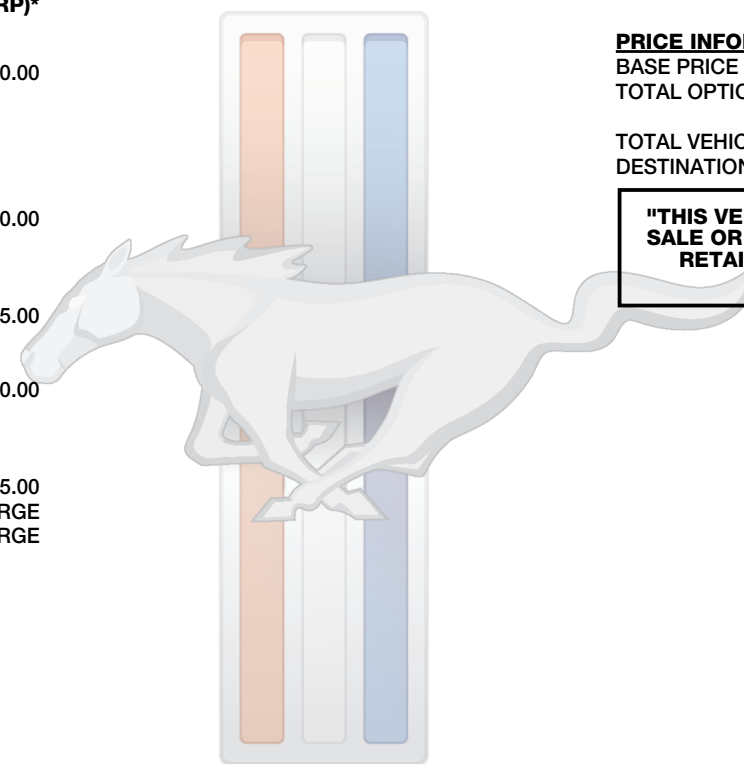 RP)*
0.00
0.00
5.00
0.00
5.00
RGE
RGE
PRICE INFO
BASE PRICE
TOTAL OPTIO
TOTAL VEHIC
DESTINATION
"THIS VE
SALE OR
RETAI